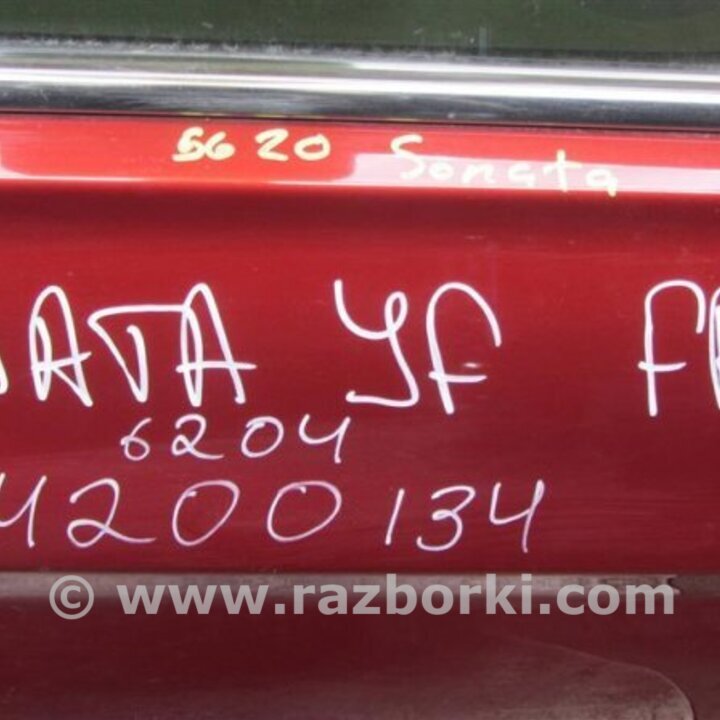 5620 Sonata
ATA YF F
6204
4200134
© www.razborki.com